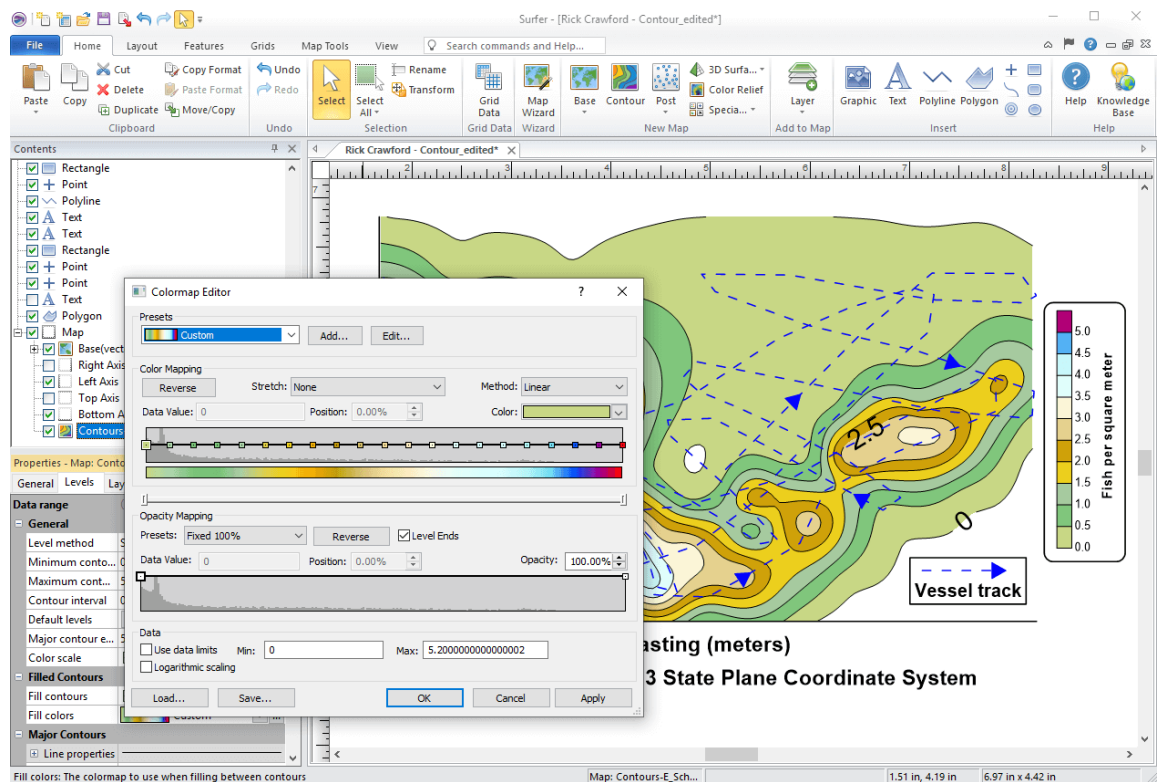 Surfer - [Rick Crawford - Contour_edited*]
File Home Layout Features Grids Map Tools View Search commands and Help...
Paste Copy Cut Delete Duplicate Copy Format Paste Format Move/Copy
Clipboard
Undo Redo
Undo
Select Select All Rename Transform
Selection
Grid Data
Grid Data
Map Wizard
Wizard
Base Contour Post 3D Surfa... Color Relief Specia...
New Map
Layer
Add to Map
Graphic Text Polyline Polygon
Insert
Help Knowledge Base
Help
Contents
Rick Crawford - Contour_edited*
Rectangle
Point
Polyline
Text
Text
Rectangle
Point
Point
Text
Polygon
Map
Base(vect
Right Axis
Left Axis
Top Axis
Bottom A
Contours
Properties - Map: Conto
General Levels Lay
Data range
General
Level method S
Minimum conto... 0
Maximum cont... 5
Contour interval 0
Default levels
Major contour e... 5
Color scale
Filled Contours
Fill contours
Fill colors Custom
Major Contours
Line properties
2 3 5 6 7 8 9
7
Colormap Editor
Presets
Custom Add... Edit...
Color Mapping
Reverse Stretch: None Method: Linear
Data Value: 0 Position: 0.00% Color:
Opacity Mapping
Presets: Fixed 100% Reverse Level Ends
Data Value: 0 Position: 0.00% Opacity: 100.00%
Data
Use data limits Min: 0 Max: 5.2000000000000002
Logarithmic scaling
Load... Save... OK Cancel Apply
2.5
0
5.0
4.5
4.0
3.5
3.0
2.5
2.0
1.5
1.0
0.5
0.0
Fish per square meter
Vessel track
asting (meters)
3 State Plane Coordinate System
Fill colors: The colormap to use when filling between contours
Map: Contours-E_Sch... 1.51 in, 4.19 in 6.97 in x 4.42 in